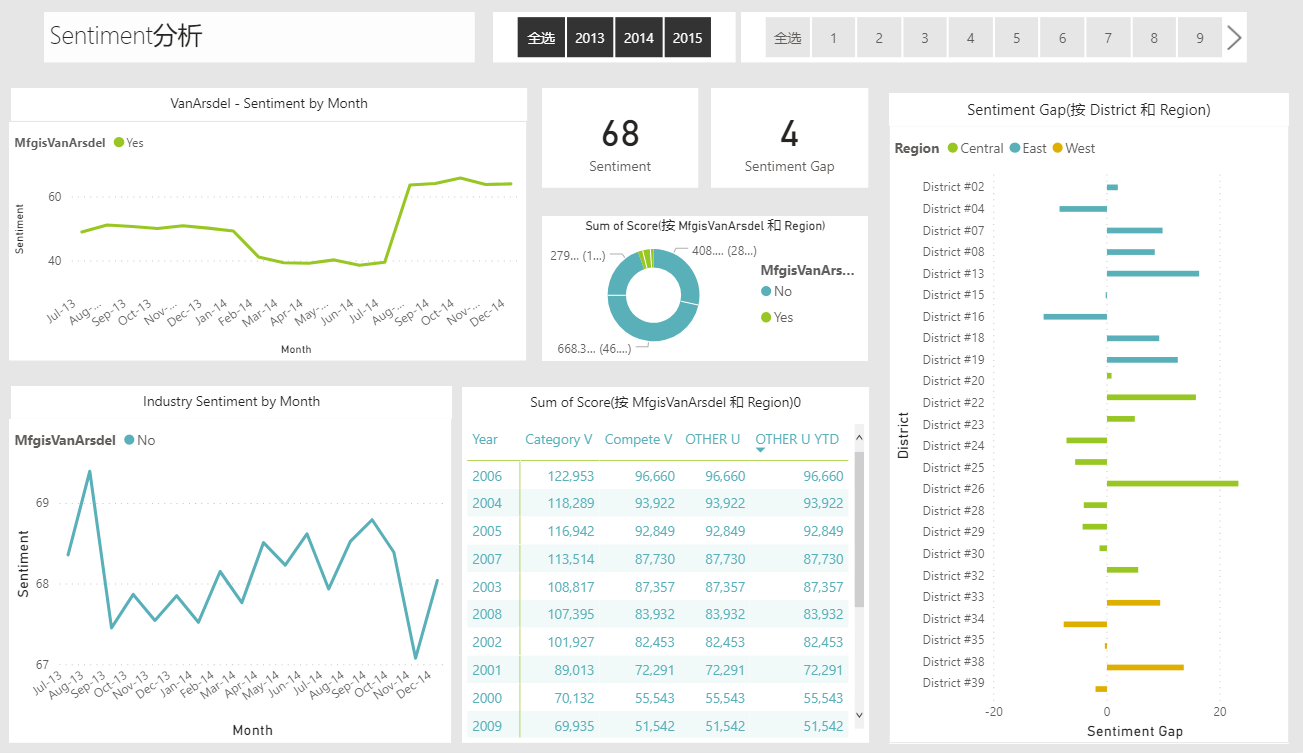 Sentiment分析
全选 2013 2014 2015
全选 1 2 3 4 5 6 7 8 9
VanArsdel - Sentiment by Month
MfgisVanArsdel Yes
Sentiment
60
40
Jul-13 Aug-... Sep-13 Oct-13 Nov-... Dec-13 Jan-14 Feb-14 Mar-14 Apr-14 May-... Jun-14 Jul-14 Aug-... Sep-14 Oct-14 Nov-... Dec-14
Month
68
Sentiment
4
Sentiment Gap
Sum of Score(按 MfgisVanArsdel 和 Region)
279... (1...)
408.... (28...)
668.3... (46....)
MfgisVanArs...
No
Yes
Industry Sentiment by Month
MfgisVanArsdel No
Sentiment
69
68
67
Jul-13 Aug-13 Sep-13 Oct-13 Nov-13 Dec-13 Jan-14 Feb-14 Mar-14 Apr-14 May-14 Jun-14 Jul-14 Aug-14 Sep-14 Oct-14 Nov-14 Dec-14
Month
Sum of Score(按 MfgisVanArsdel 和 Region)0
Year Category V Compete V OTHER U OTHER U YTD
2006 122,953 96,660 96,660 96,660
2004 118,289 93,922 93,922 93,922
2005 116,942 92,849 92,849 92,849
2007 113,514 87,730 87,730 87,730
2003 108,817 87,357 87,357 87,357
2008 107,395 83,932 83,932 83,932
2002 101,927 82,453 82,453 82,453
2001 89,013 72,291 72,291 72,291
2000 70,132 55,543 55,543 55,543
2009 69,935 51,542 51,542 51,542
Sentiment Gap(按 District 和 Region)
Region Central East West
District
District #02
District #04
District #07
District #08
District #13
District #15
District #16
District #18
District #19
District #20
District #22
District #23
District #24
District #25
District #26
District #28
District #29
District #30
District #32
District #33
District #34
District #35
District #38
District #39
-20 0 20
Sentiment Gap